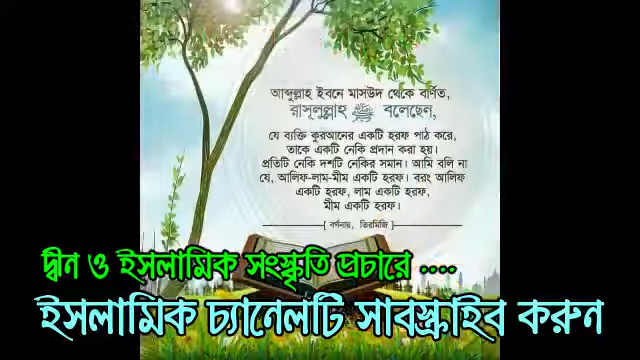 আব্দুল্লাহ ইবনে মাসউদ থেকে বর্ণিত,
রাসূলুল্লাহ ﷺ বলেছেন,
যে ব্যক্তি কুরআনের একটি হরফ পাঠ করে,
তাকে একটি নেকি প্রদান করা হয়।
প্রতিটি নেকি দশটি নেকির সমান। আমি বলি না
যে, আলিফ-লাম-মীম একটি হরফ। বরং আলিফ
একটি হরফ, লাম একটি হরফ,
মীম একটি হরফ।
[ বর্ণনায়, তিরমিজি ]
দ্বীন ও ইসলামিক সংস্কৃতি প্রচারে ....
ইসলামিক চ্যানেলটি সাবস্ক্রাইব করুন